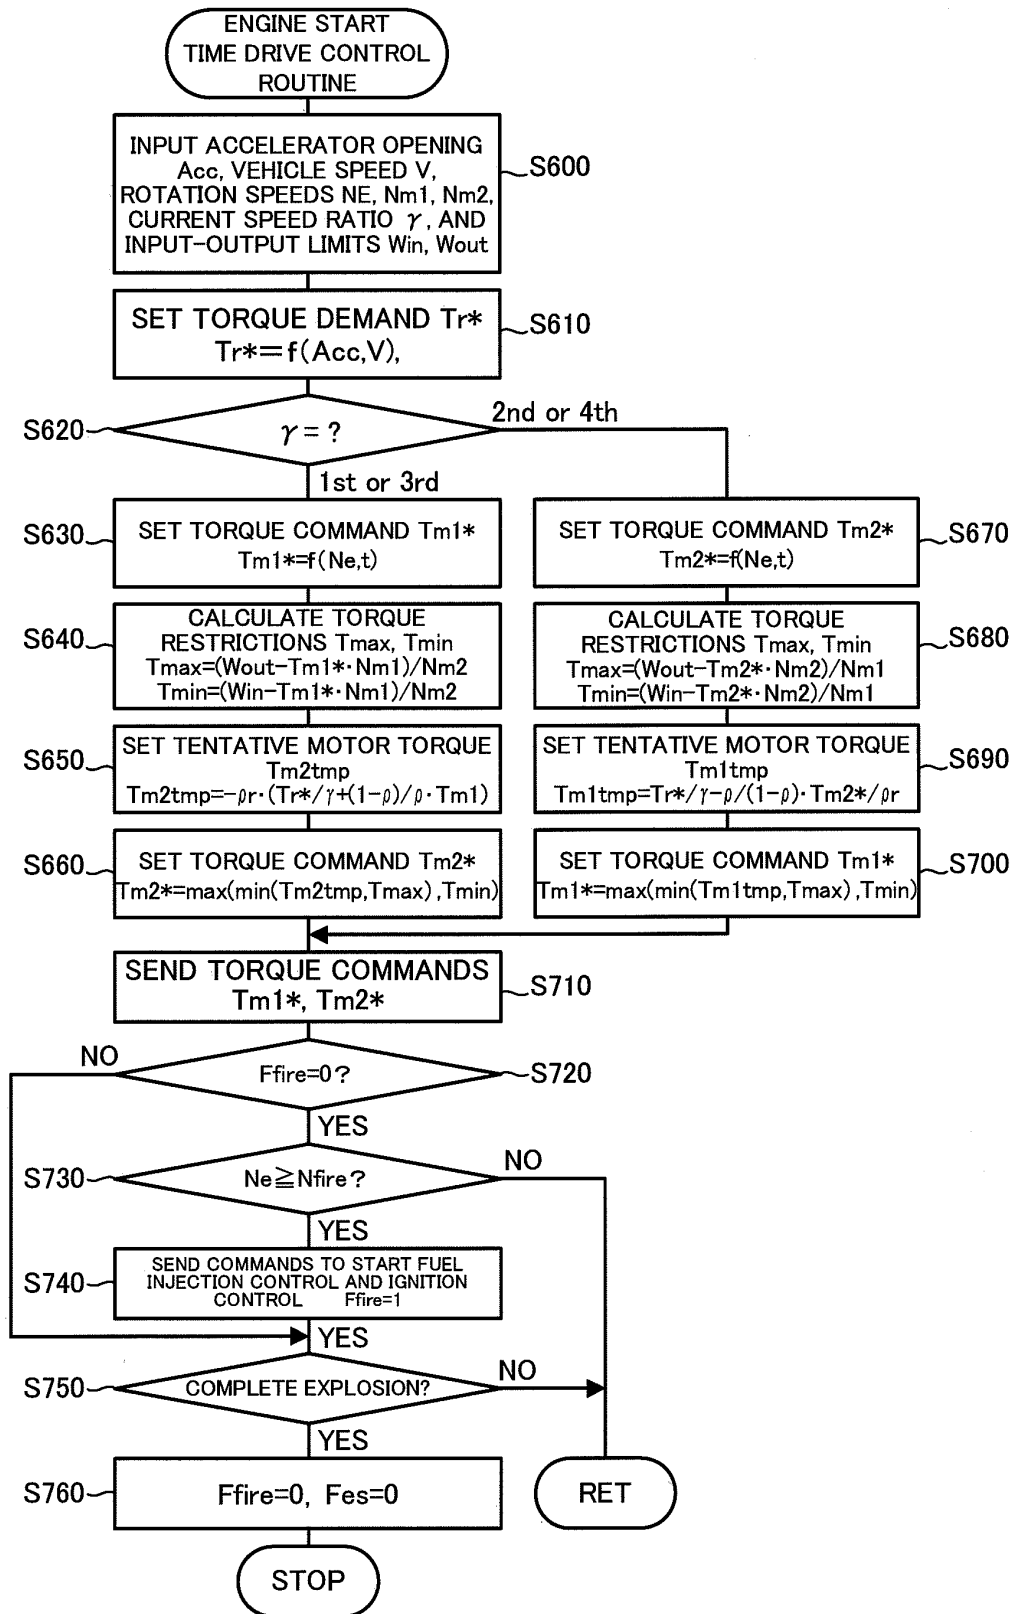 ENGINE START
TIME DRIVE CONTROL
ROUTINE
INPUT ACCELERATOR OPENING
Acc, VEHICLE SPEED V,
ROTATION SPEEDS NE, Nm1, Nm2,
CURRENT SPEED RATIO γ, AND
INPUT-OUTPUT LIMITS Win, Wout
S600
SET TORQUE DEMAND Tr*
Tr*=f(Acc,V),
S610
S620
γ=?
2nd or 4th
1st or 3rd
S630
SET TORQUE COMMAND Tm1*
Tm1*=f(Ne,t)
SET TORQUE COMMAND Tm2*
Tm2*=f(Ne,t)
S670
S640
CALCULATE TORQUE
RESTRICTIONS Tmax, Tmin
Tmax=(Wout-Tm1*·Nm1)/Nm2
Tmin=(Win-Tm1*·Nm1)/Nm2
CALCULATE TORQUE
RESTRICTIONS Tmax, Tmin
Tmax=(Wout-Tm2*·Nm2)/Nm1
Tmin=(Win-Tm2*·Nm2)/Nm1
S680
S650
SET TENTATIVE MOTOR TORQUE
Tm2tmp
Tm2tmp=-ρr·(Tr*/γ+(1-ρ)/ρ·Tm1)
SET TENTATIVE MOTOR TORQUE
Tm1tmp
Tm1tmp=Tr*/γ-ρ/(1-ρ)·Tm2*/ρr
S690
S660
SET TORQUE COMMAND Tm2*
Tm2*=max(min(Tm2tmp,Tmax),Tmin)
SET TORQUE COMMAND Tm1*
Tm1*=max(min(Tm1tmp,Tmax),Tmin)
S700
SEND TORQUE COMMANDS
Tm1*, Tm2*
S710
NO
Ffire=0?
S720
YES
S730
Ne≧Nfire?
NO
YES
S740
SEND COMMANDS TO START FUEL
INJECTION CONTROL AND IGNITION
CONTROL Ffire=1
YES
S750
COMPLETE EXPLOSION?
NO
YES
S760
Ffire=0, Fes=0
RET
STOP